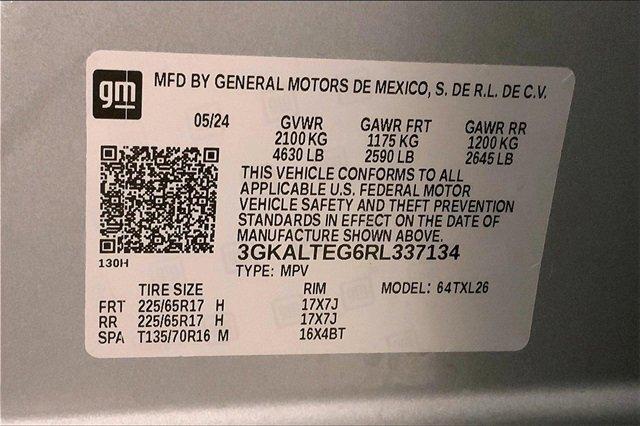 gm
MFD BY GENERAL MOTORS DE MEXICO, S. DE R.L. DE C.V.
05/24 GVWR GAWR FRT GAWR RR
2100 KG 1175 KG 1200 KG
4630 LB 2590 LB 2645 LB
THIS VEHICLE CONFORMS TO ALL
APPLICABLE U.S. FEDERAL MOTOR
VEHICLE SAFETY AND THEFT PREVENTION
STANDARDS IN EFFECT ON THE DATE OF
MANUFACTURE SHOWN ABOVE.
130H
3GKALTEG6RL337134
TYPE: MPV
TIRE SIZE RIM MODEL: 64TXL26
FRT 225/65R17 H 17X7J
RR 225/65R17 H 17X7J
SPA T135/70R16 M 16X4BT